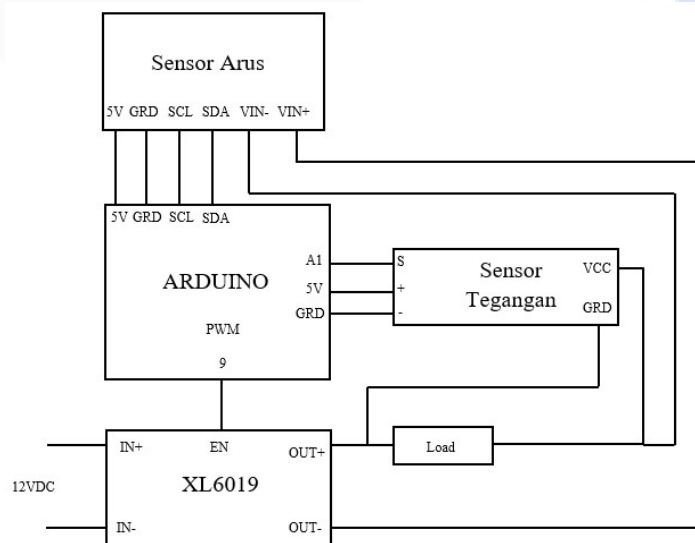 Sensor Arus
5V GRD SCL SDA VIN- VIN+
5V GRD SCL SDA
ARDUINO
A1
5V
GRD
PWM
9
S
+
-
Sensor
Tegangan
VCC
GRD
12VDC
IN+
IN-
EN
XL6019
OUT+
OUT-
Load